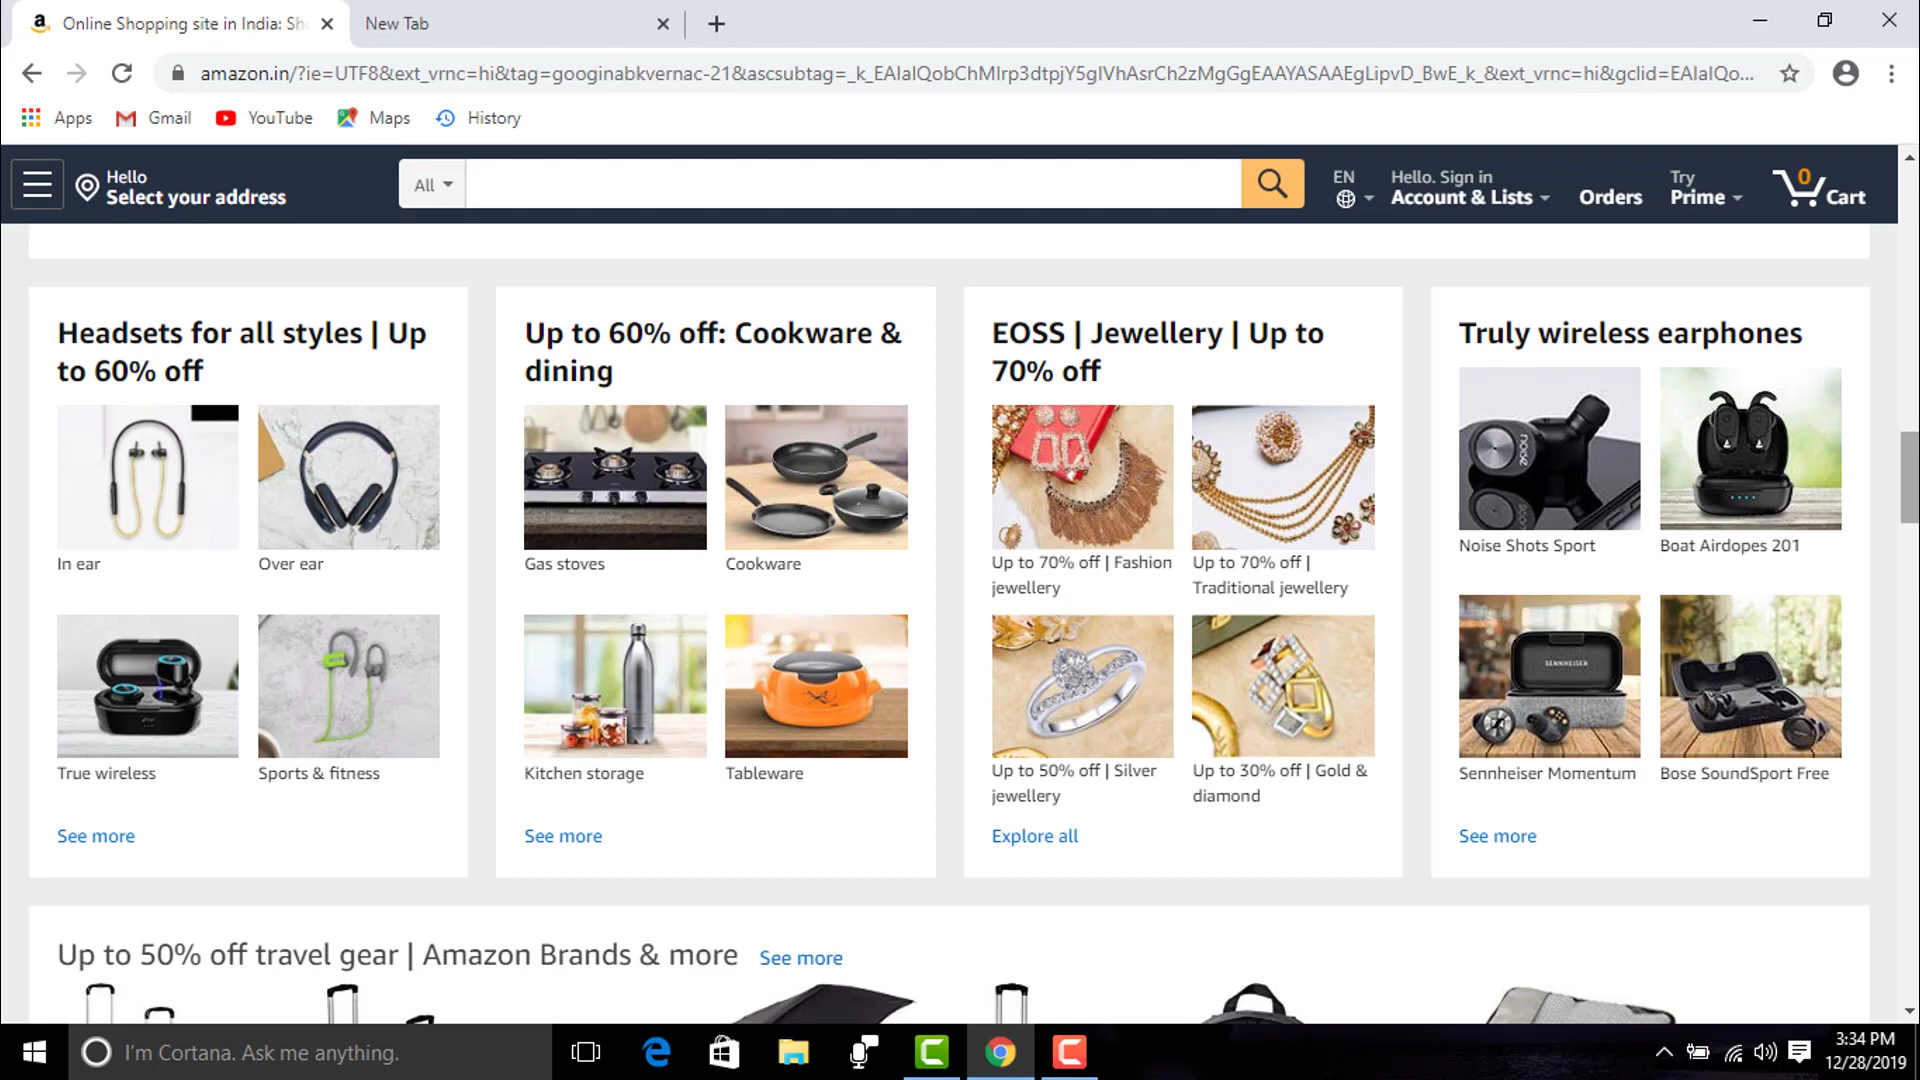 Online Shopping site in India: Sh
New Tab
amazon.in/?ie=UTF8&ext_vrnc=hi&tag=googinabkvernac-21&ascsubtag=_k_EAIaIQobChMIrp3dtpjY5gIVhAsrCh2zMgGgEAAYASAAEgLipvD_BwE_k_&ext_vrnc=hi&gclid=EAIaIQo...
Apps
Gmail
YouTube
Maps
History
Hello
Select your address
All
EN
Hello. Sign in
Account & Lists
Orders
Try
Prime
0
Cart
Headsets for all styles | Up
to 60% off
In ear
Over ear
True wireless
Sports & fitness
See more
Up to 60% off: Cookware &
dining
Gas stoves
Cookware
Kitchen storage
Tableware
See more
EOSS | Jewellery | Up to
70% off
Up to 70% off | Fashion
jewellery
Up to 70% off |
Traditional jewellery
Up to 50% off | Silver
jewellery
Up to 30% off | Gold &
diamond
Explore all
Truly wireless earphones
noise
Noise Shots Sport
Boat Airdopes 201
SENNHEISER
Sennheiser Momentum
Bose SoundSport Free
See more
Up to 50% off travel gear | Amazon Brands & more
See more
I'm Cortana. Ask me anything.
3:34 PM
12/28/2019